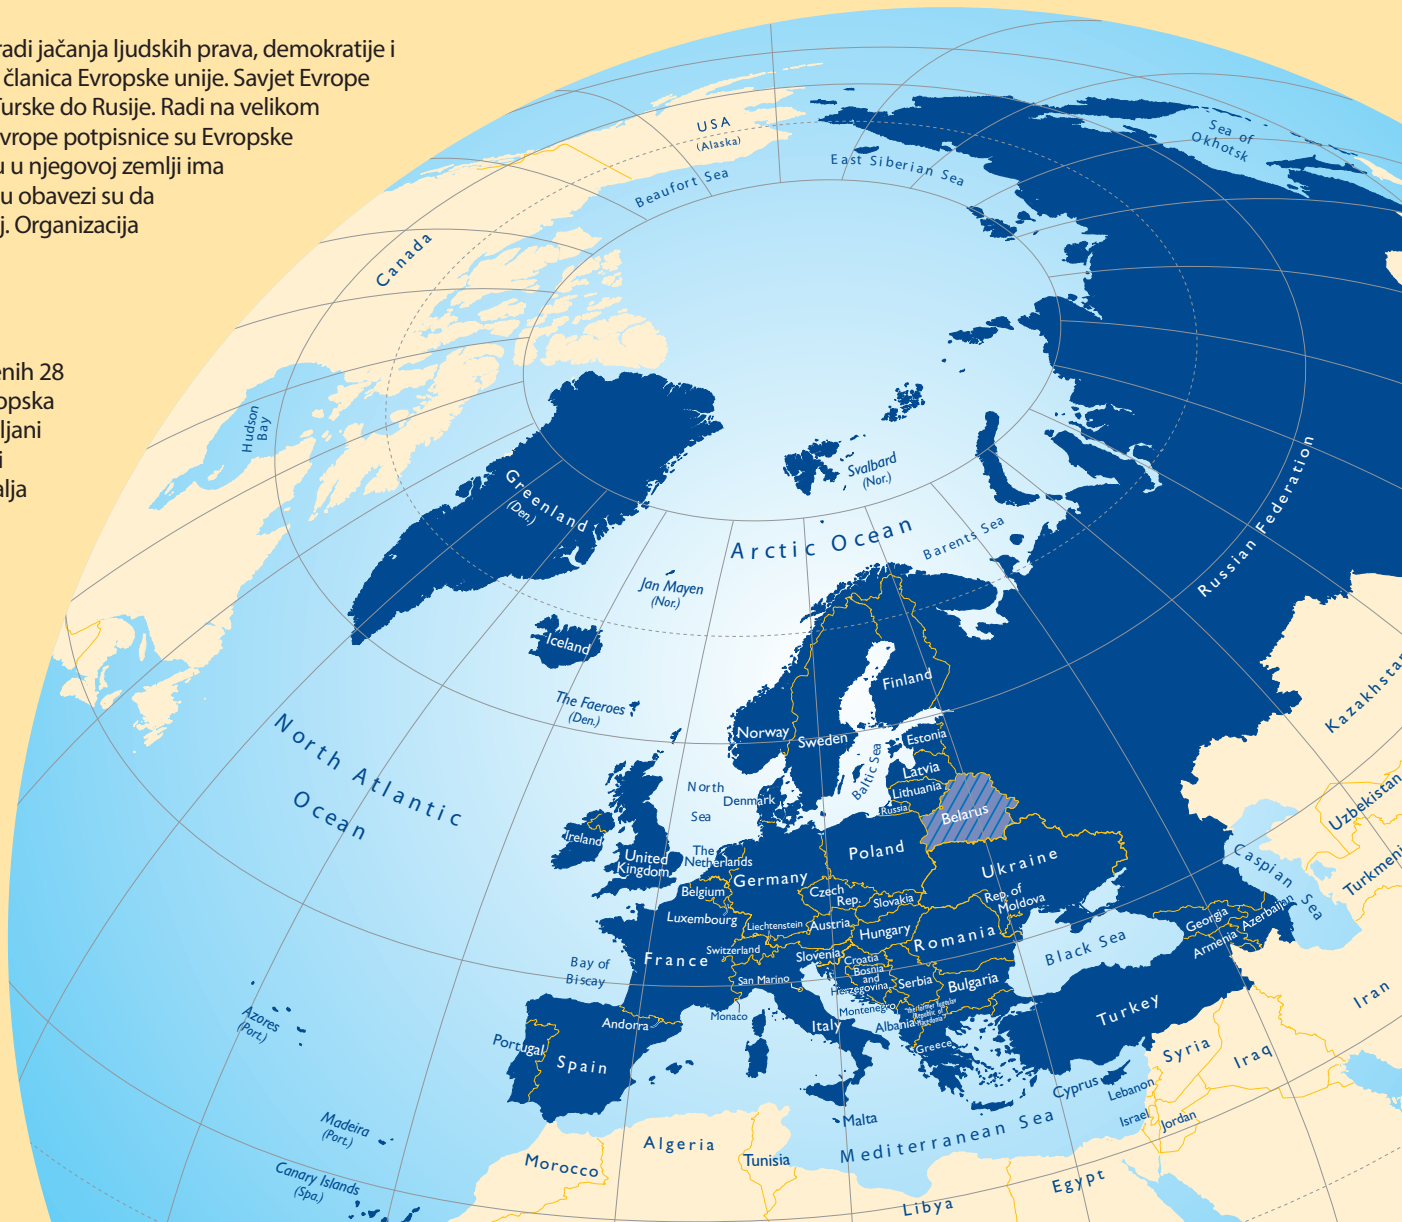 radi jačanja ljudskih prava, demokratije i
članica Evropske unije. Savjet Evrope
Turske do Rusije. Radi na velikom
vrope potpisnice su Evropske
u u njegovoj zemlji ima
u obavezi su da
j. Organizacija
enih 28
opska
ljani
i
alja
USA
(Alaska)
Beaufort Sea
East Siberian Sea
Sea of
Okhotsk
Canada
Hudson
Bay
Greenland
(Den.)
Svalbard
(Nor.)
Arctic Ocean
Barents Sea
Russian Federation
Jan Mayen
(Nor.)
Iceland
The Faeroes
(Den.)
North Atlantic
Ocean
Finland
Norway
Sweden
Estonia
Baltic Sea
Latvia
Lithuania
Russia
Belarus
North
Sea
Denmark
Ireland
United
Kingdom
The
Netherlands
Poland
Germany
Ukraine
Belgium
Czech
Rep.
Slovakia
Rep. of
Moldova
Luxembourg
Liechtenstein
Austria
Hungary
Romania
Switzerland
France
Slovenia
Croatia
Bosnia
and
Herzegovina
Serbia
Bulgaria
San Marino
Monaco
Montenegro
Albania
Italy
Greece
Andorra
Portugal
Spain
Bay of
Biscay
Azores
(Port.)
Madeira
(Port.)
Canary Islands
(Spa.)
Black Sea
Georgia
Azerbaijan
Armenia
Turkey
Caspian Sea
Kazakhstan
Uzbekistan
Turkmeni
Iran
Iraq
Syria
Cyprus
Lebanon
Israel
Jordan
Malta
Mediterranean Sea
Morocco
Algeria
Tunisia
Libya
Egypt